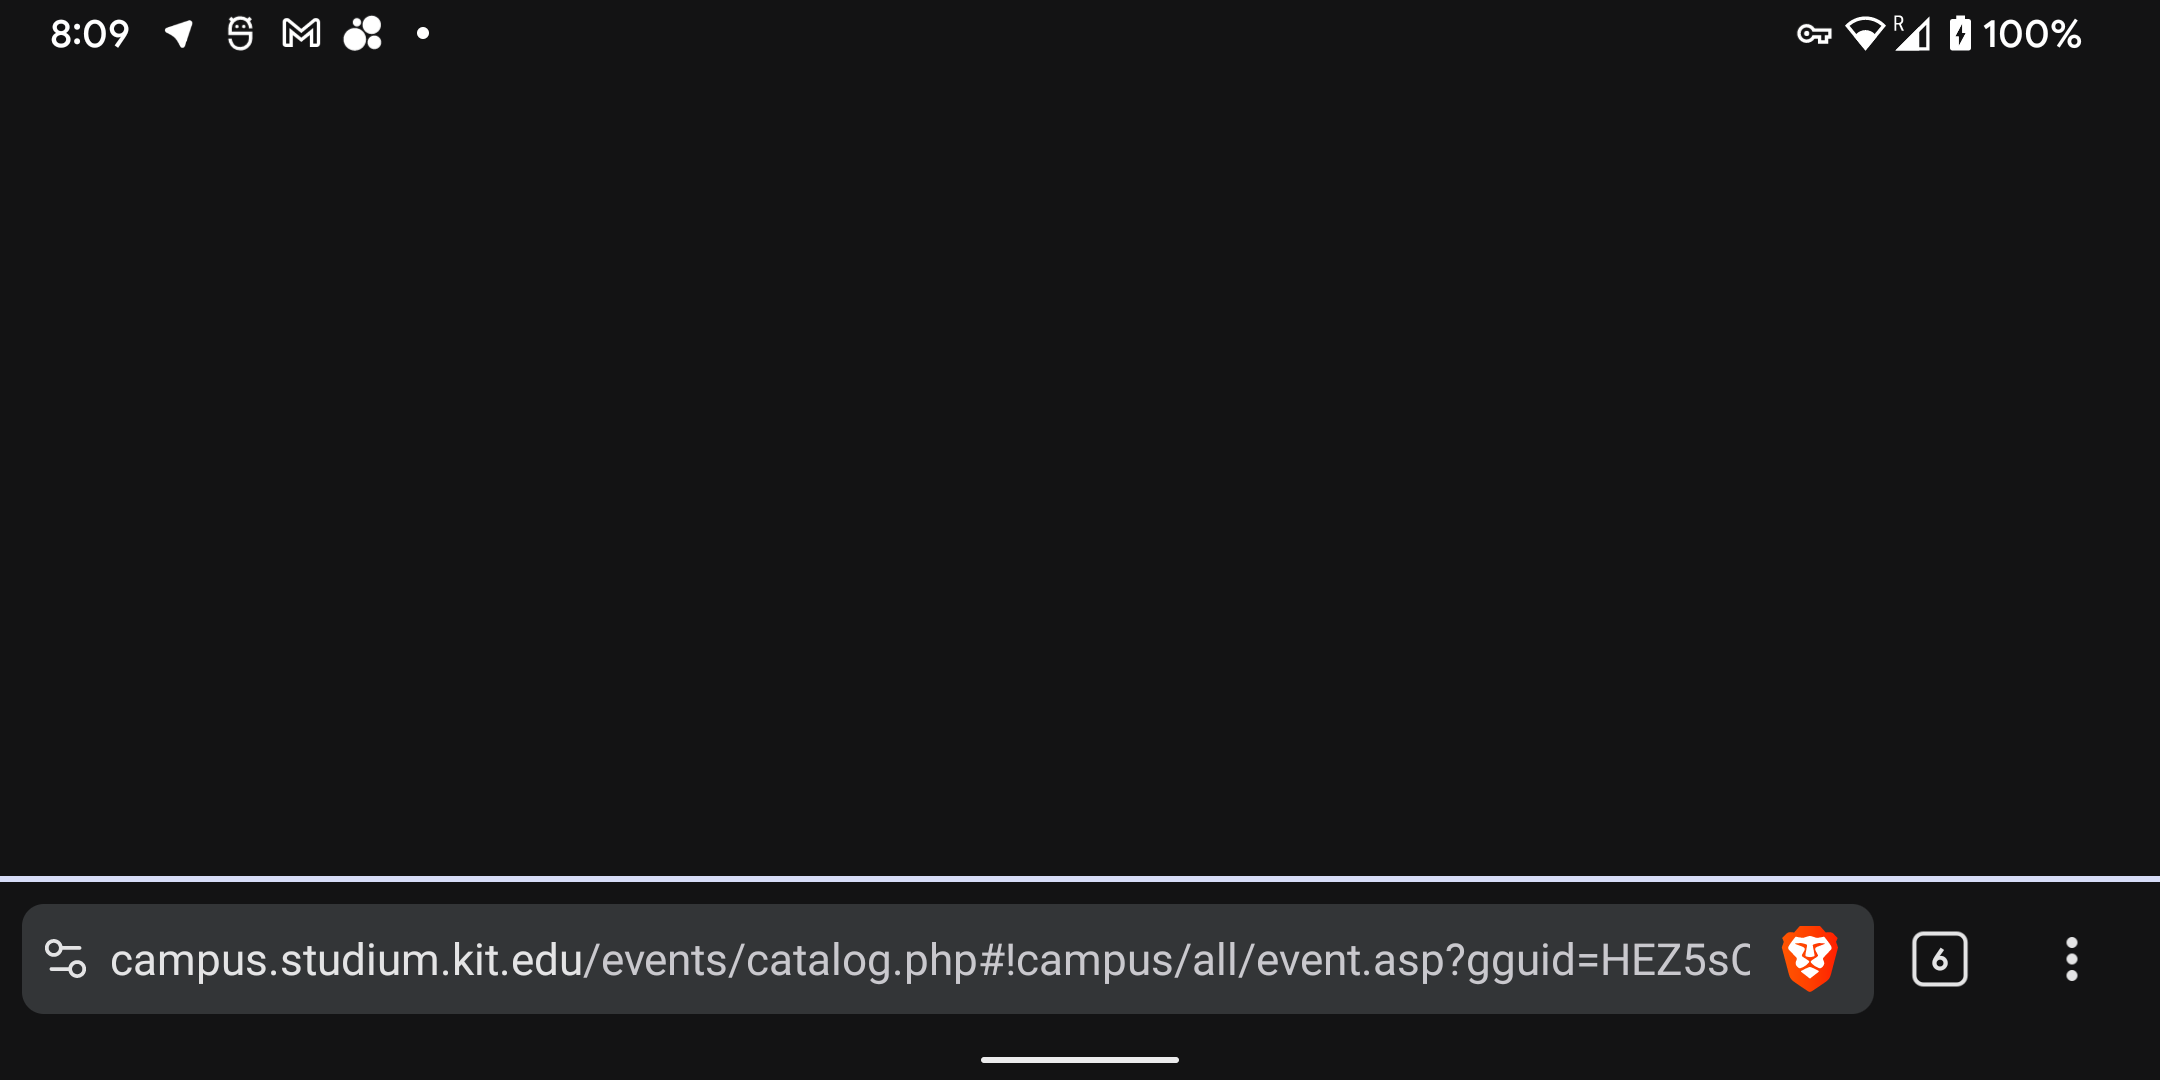 8:09
R
100%
campus.studium.kit.edu/events/catalog.php#!campus/all/event.asp?gguid=HEZ5sC
6